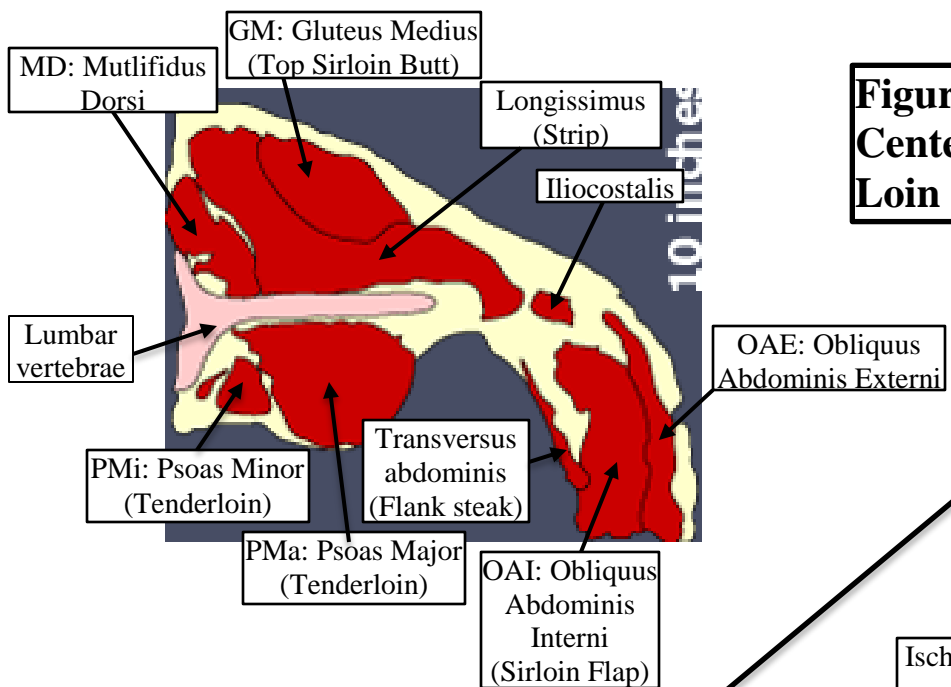 GM: Gluteus Medius
(Top Sirloin Butt)
MD: Mutlifidus
Dorsi
Longissimus
(Strip)
Iliocostalis
10 inches
Lumbar
vertebrae
OAE: Obliquus
Abdominis Externi
Transversus
abdominis
(Flank steak)
PMi: Psoas Minor
(Tenderloin)
PMa: Psoas Major
(Tenderloin)
OAI: Obliquus
Abdominis
Interni
(Sirloin Flap)
Figur
Cente
Loin
Isch